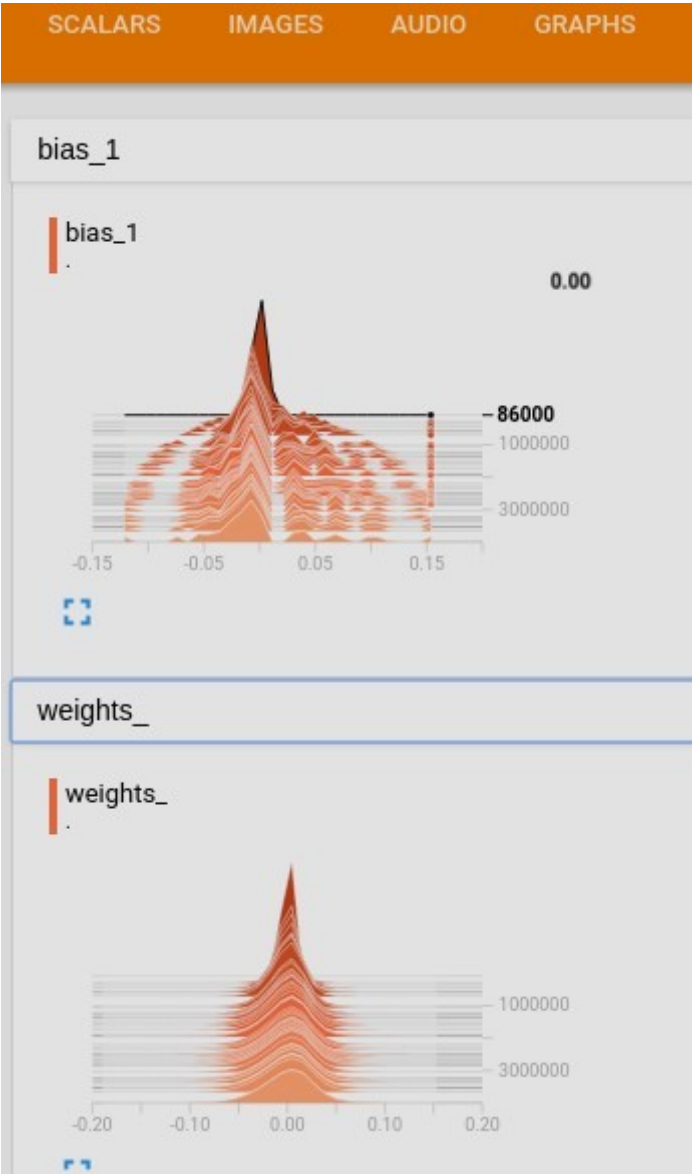 SCALARS IMAGES AUDIO GRAPHS
bias_1
bias_1
.
0.00
86000
1000000
3000000
-0.15 -0.05 0.05 0.15
weights_
weights_
.
1000000
3000000
-0.20 -0.10 0.00 0.10 0.20